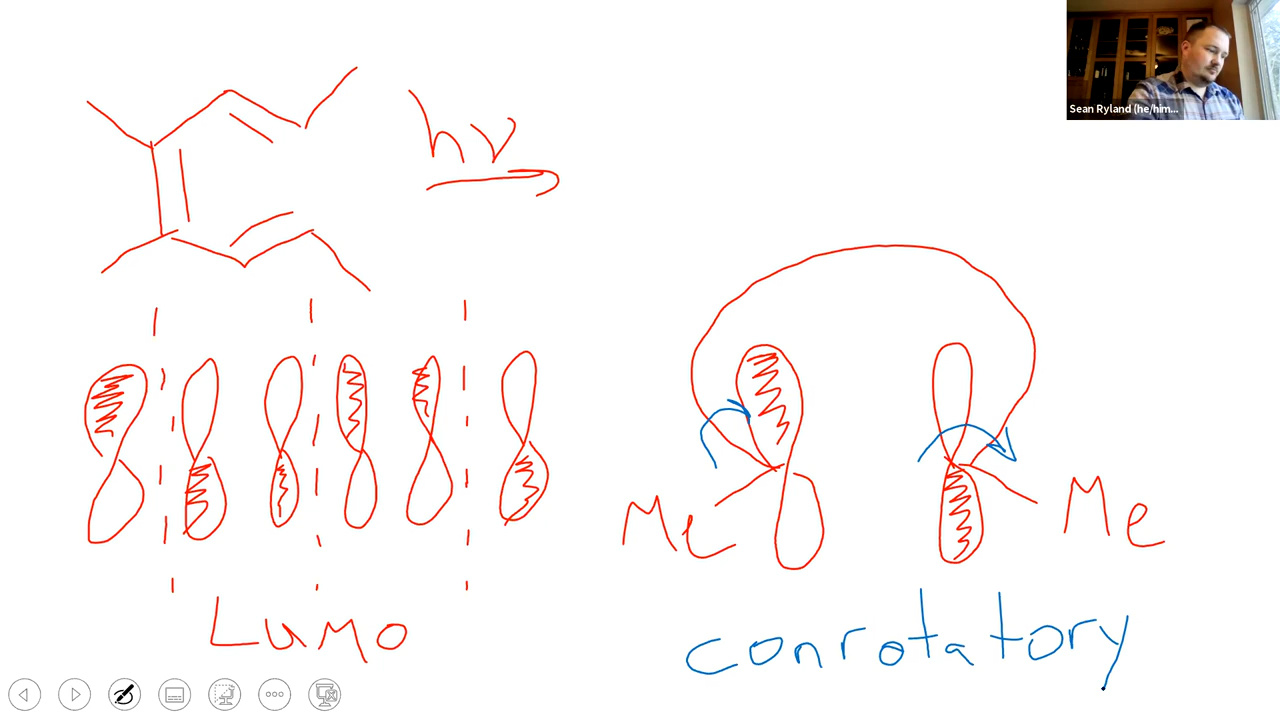 Sean Ryland (he/him...
hν
Me
Me
Lumo
conrotatory